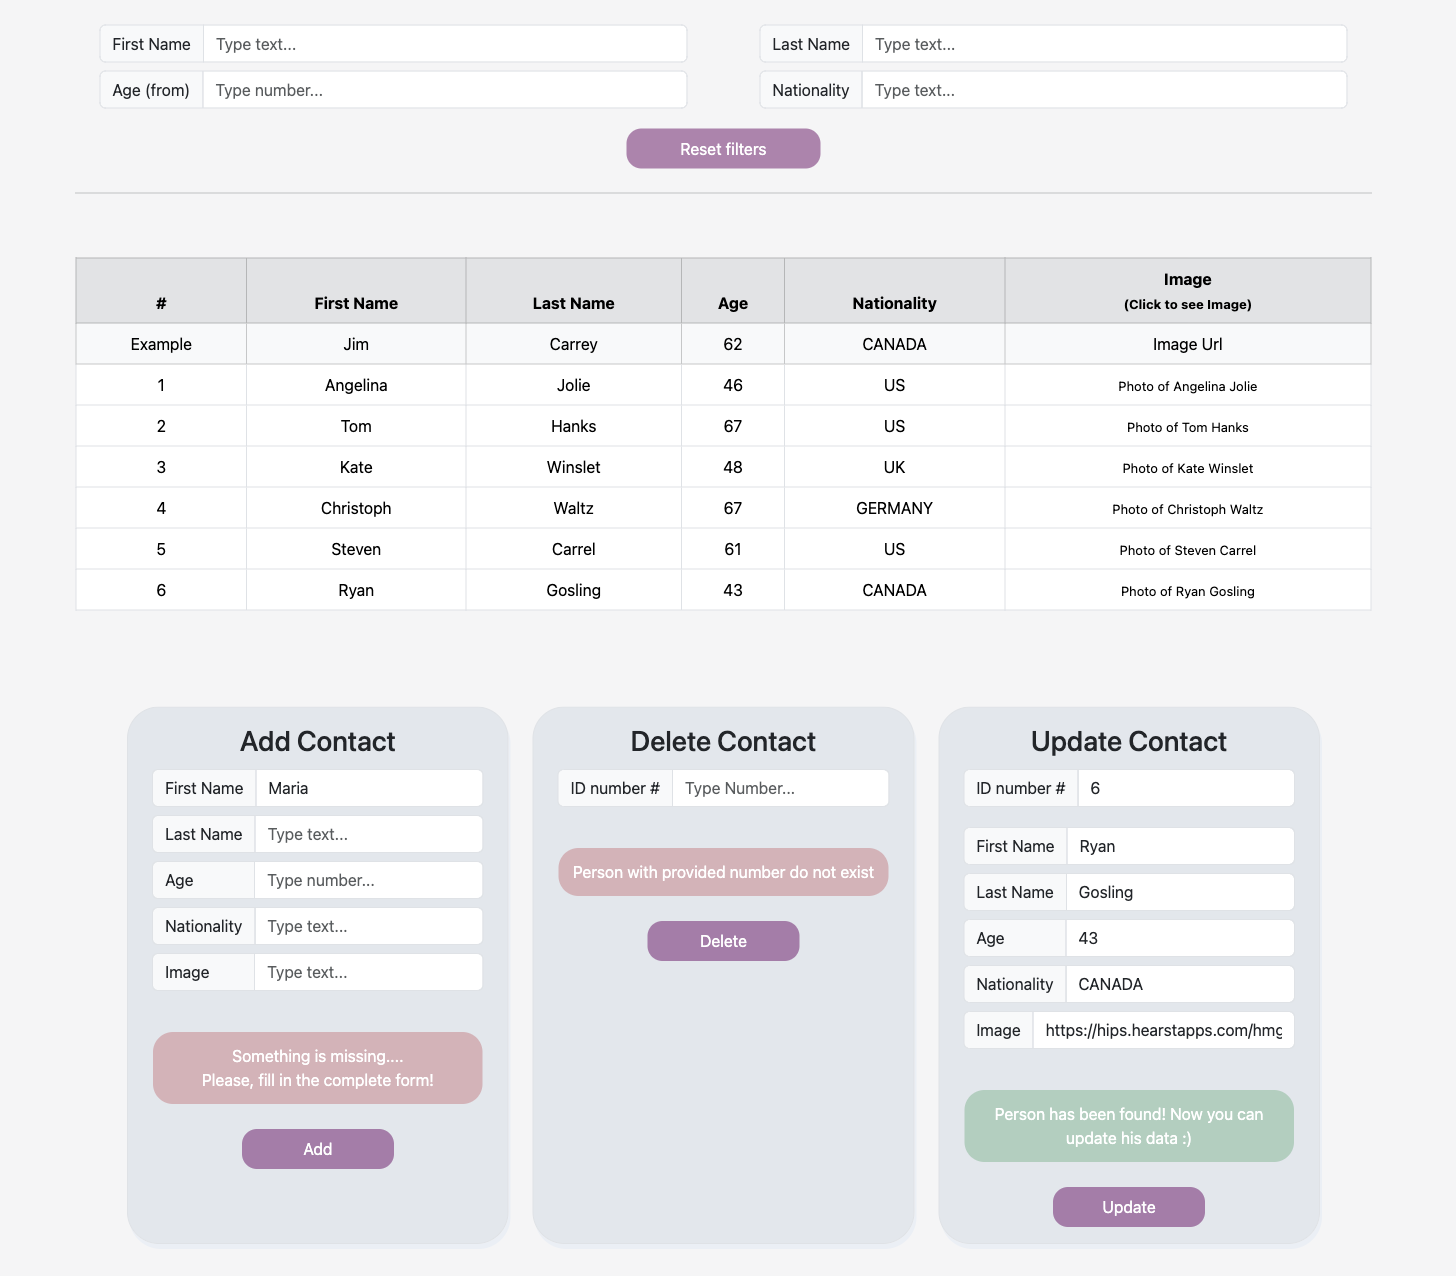 First Name Type text...
Last Name Type text...
Age (from) Type number...
Nationality Type text...
Reset filters
# First Name Last Name Age Nationality Image
(Click to see Image)
Example Jim Carrey 62 CANADA Image Url
1 Angelina Jolie 46 US Photo of Angelina Jolie
2 Tom Hanks 67 US Photo of Tom Hanks
3 Kate Winslet 48 UK Photo of Kate Winslet
4 Christoph Waltz 67 GERMANY Photo of Christoph Waltz
5 Steven Carrel 61 US Photo of Steven Carrel
6 Ryan Gosling 43 CANADA Photo of Ryan Gosling
Add Contact
First Name Maria
Last Name Type text...
Age Type number...
Nationality Type text...
Image Type text...
Something is missing....
Please, fill in the complete form!
Add
Delete Contact
ID number # Type Number...
Person with provided number do not exist
Delete
Update Contact
ID number # 6
First Name Ryan
Last Name Gosling
Age 43
Nationality CANADA
Image https://hips.hearstapps.com/hmg
Person has been found! Now you can
update his data :)
Update